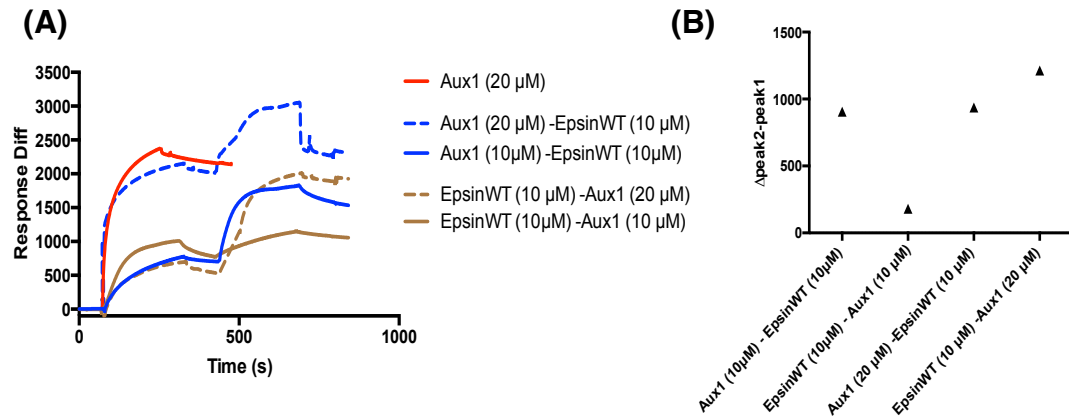 (A)
Response Diff
3500
3000
2500
2000
1500
1000
500
0
0
500
1000
Time (s)
Aux1 (20 µM)
Aux1 (20 µM) -EpsinWT (10 µM)
Aux1 (10µM) -EpsinWT (10µM)
EpsinWT (10 µM) -Aux1 (20 µM)
EpsinWT (10µM) -Aux1 (10 µM)
(B)
Δpeak2-peak1
1500
1000
500
0
Aux1 (10µM) - EpsinWT (10µM)
EpsinWT (10µM) - Aux1 (10 µM)
Aux1 (20 µM) -EpsinWT (10 µM)
EpsinWT (10 µM) -Aux1 (20 µM)